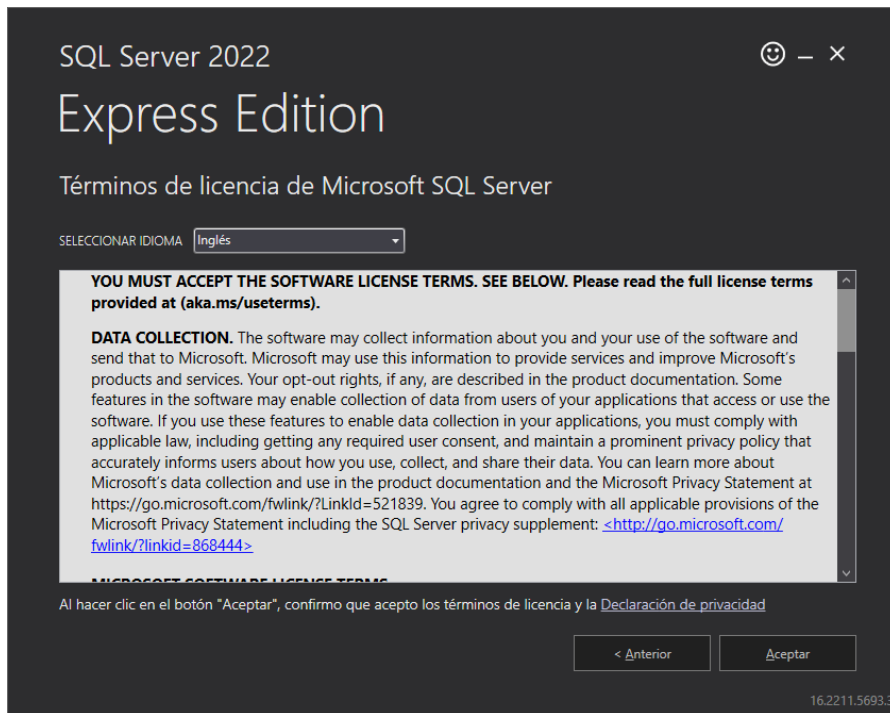 SQL Server 2022
Express Edition
Términos de licencia de Microsoft SQL Server
SELECCIONAR IDIOMA Inglés
YOU MUST ACCEPT THE SOFTWARE LICENSE TERMS. SEE BELOW. Please read the full license terms
provided at (aka.ms/useterms).
DATA COLLECTION. The software may collect information about you and your use of the software and
send that to Microsoft. Microsoft may use this information to provide services and improve Microsoft's
products and services. Your opt-out rights, if any, are described in the product documentation. Some
features in the software may enable collection of data from users of your applications that access or use the
software. If you use these features to enable data collection in your applications, you must comply with
applicable law, including getting any required user consent, and maintain a prominent privacy policy that
accurately informs users about how you use, collect, and share their data. You can learn more about
Microsoft's data collection and use in the product documentation and the Microsoft Privacy Statement at
https://go.microsoft.com/fwlink/?LinkId=521839. You agree to comply with all applicable provisions of the
Microsoft Privacy Statement including the SQL Server privacy supplement: <http://go.microsoft.com/
fwlink/?linkid=868444>
MICROSOFT SOFTWARE LICENSE TERMS
Al hacer clic en el botón "Aceptar", confirmo que acepto los términos de licencia y la Declaración de privacidad
< Anterior
Aceptar
16.2211.5693.3